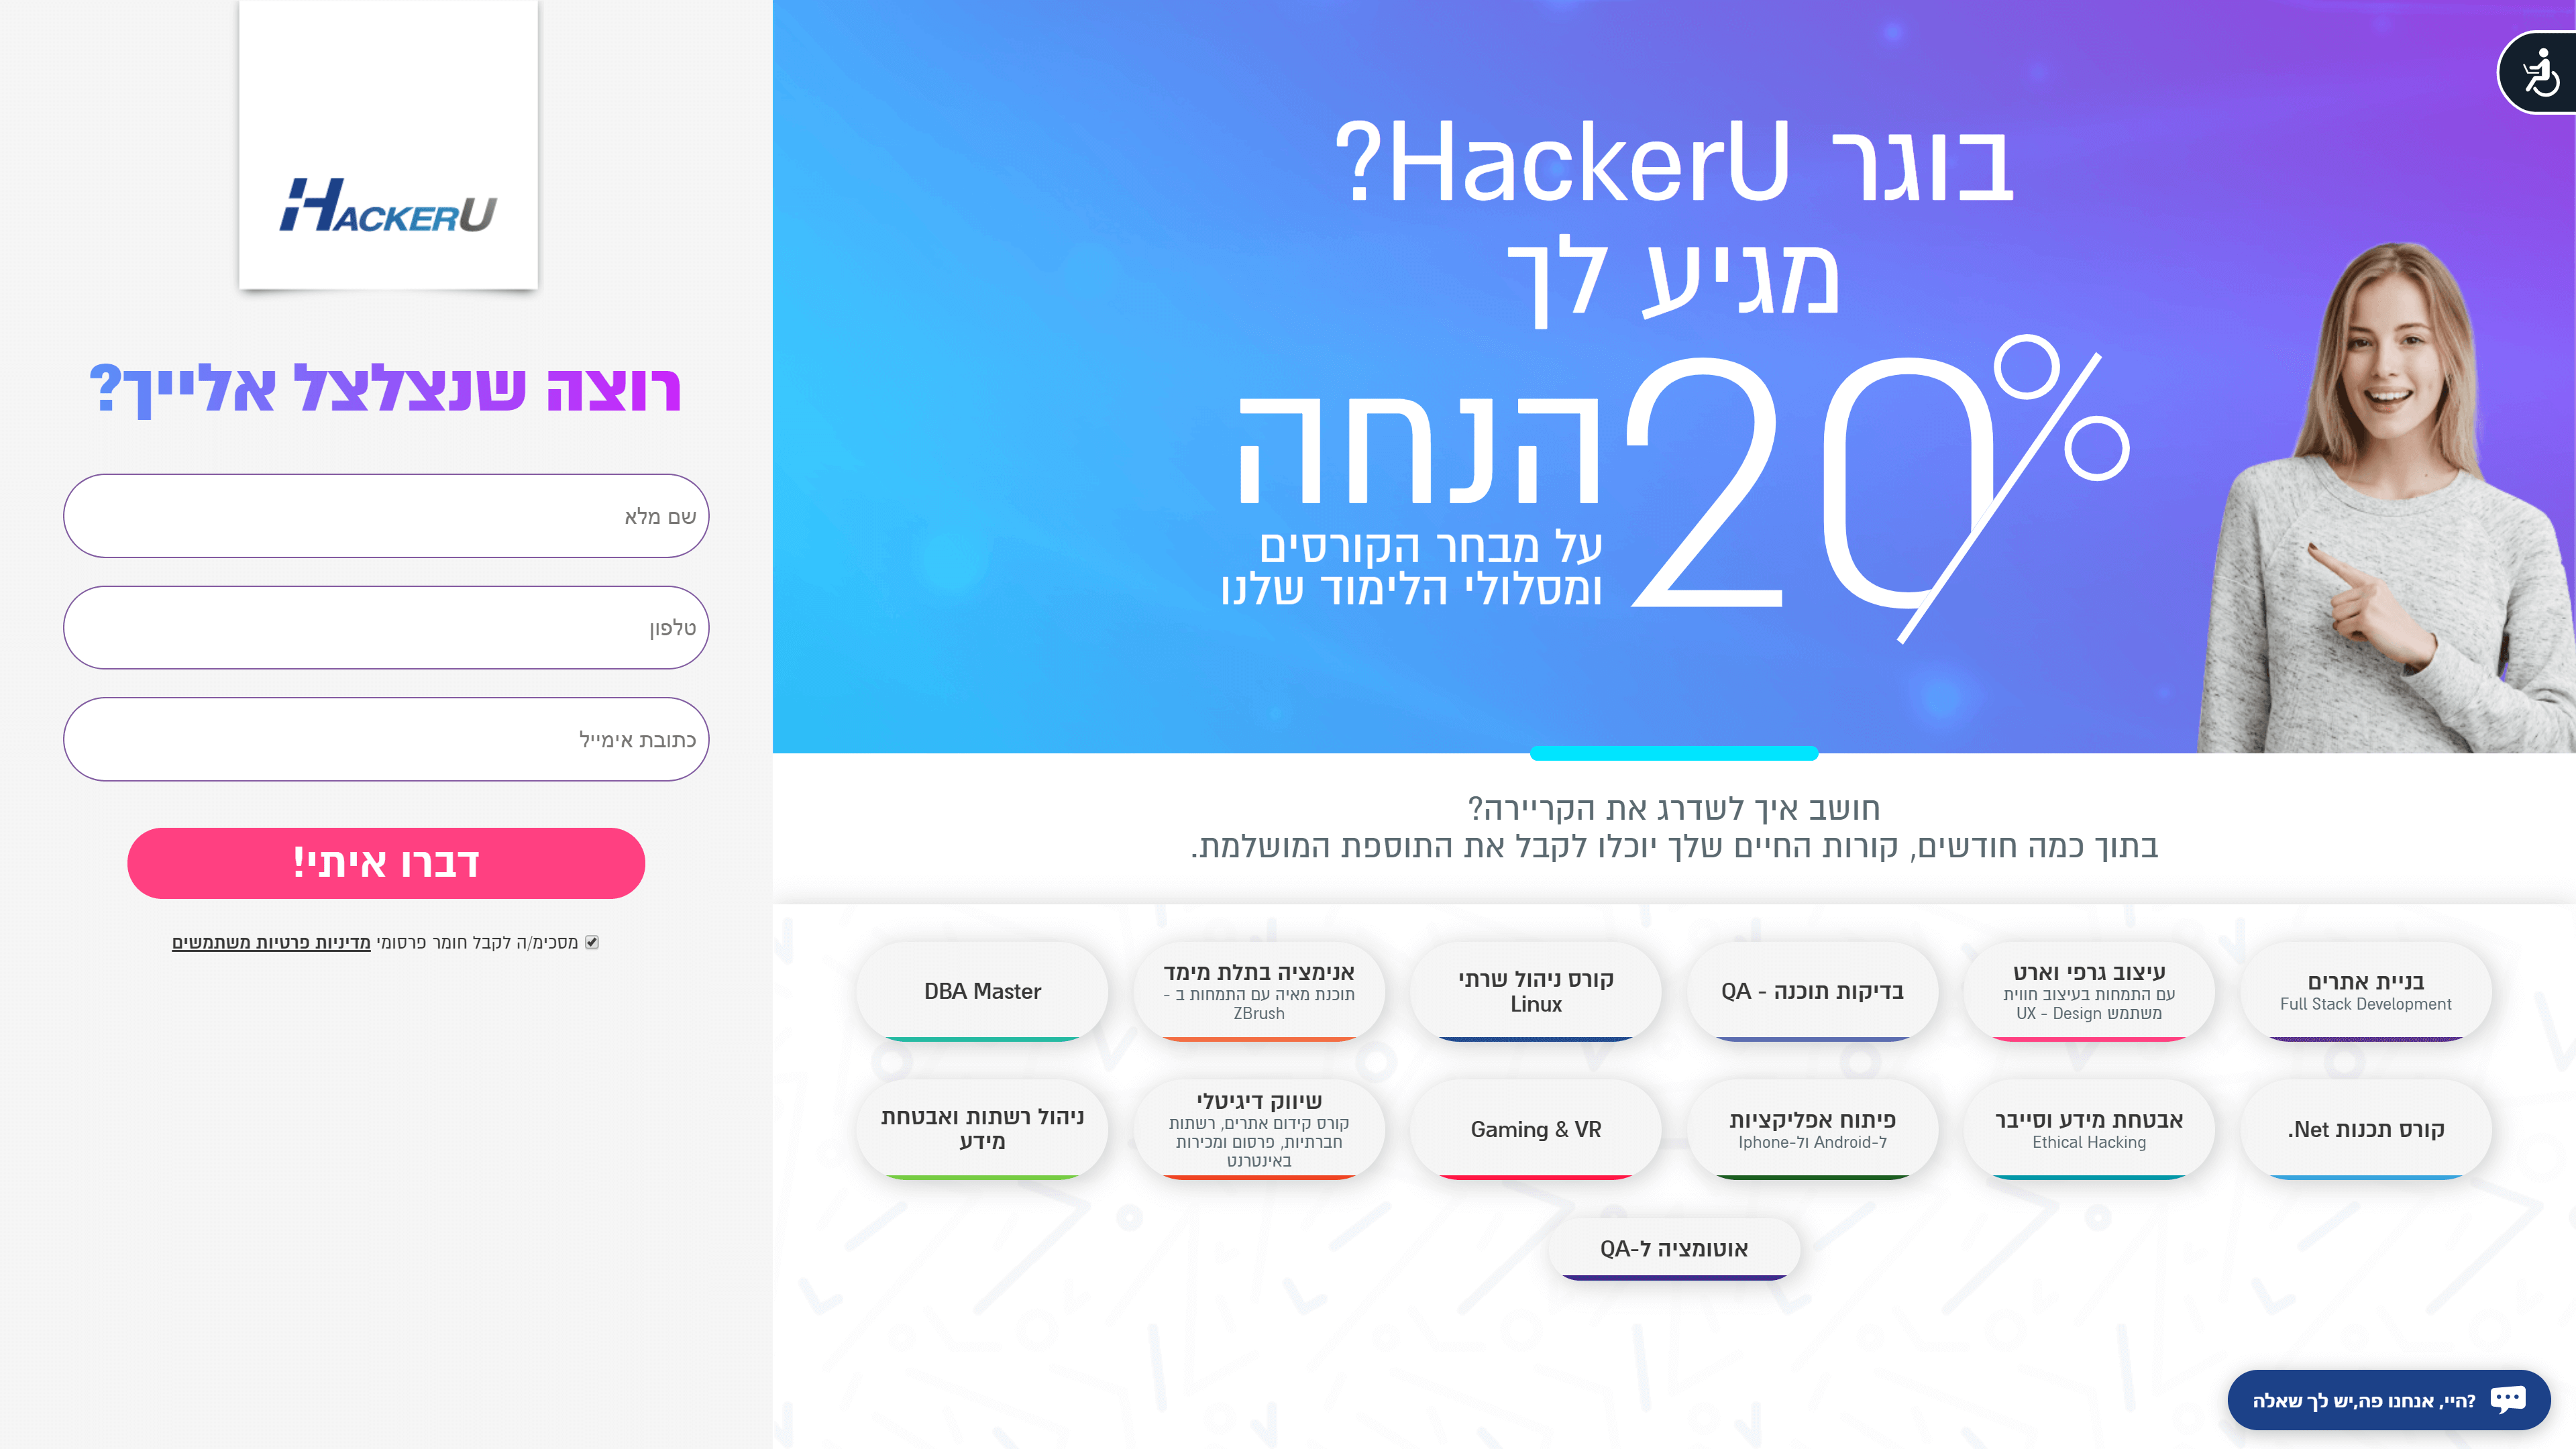 בוגר HackerU?
מגיע לך
20%
הנחה
על מבחר הקורסים
ומסלולי הלימוד שלנו
חושב איך לשדרג את הקריירה?
בתוך כמה חודשים, קורות החיים שלך יוכלו לקבל את התוספת המושלמת.
בניית אתרים
Full Stack Development
עיצוב גרפי וארט
עם התמחות בעיצוב חווית
משתמש UX - Design
בדיקות תוכנה - QA
קורס ניהול שרתי
Linux
אנימציה בתלת מימד
תוכנת מאיה עם התמחות ב -
ZBrush
DBA Master
קורס תכנות Net.
אבטחת מידע וסייבר
Ethical Hacking
פיתוח אפליקציות
ל-Android ול-Iphone
Gaming & VR
שיווק דיגיטלי
קורס קידום אתרים, רשתות
חברתיות, פרסום ומכירות
באינטרנט
ניהול רשתות ואבטחת
מידע
אוטומציה ל-QA
?היי, אנחנו פה,יש לך שאלה
HACKERU
רוצה שנצלצל אלייך?
שם מלא
טלפון
כתובת אימייל
דברו איתי!
מסכימ/ה לקבל חומר פרסומי מדיניות פרטיות משתמשים